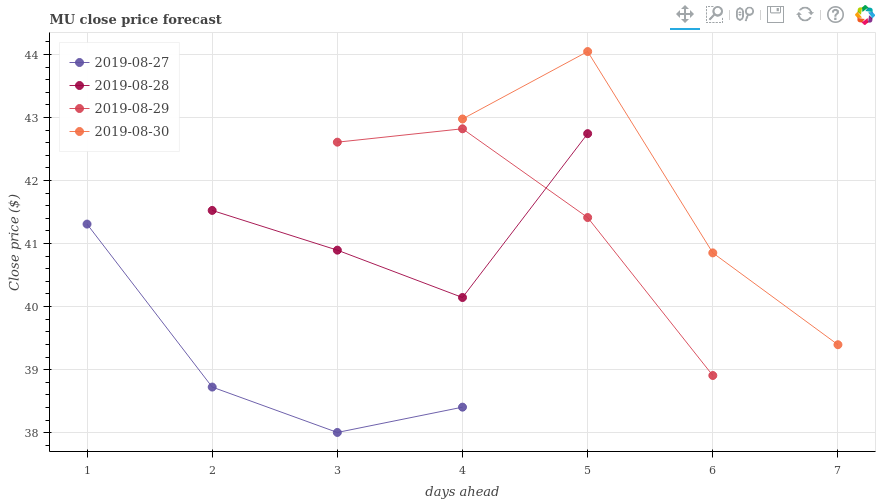 MU close price forecast
2019-08-27
2019-08-28
2019-08-29
2019-08-30
Close price ($)
44
43
42
41
40
39
38
1 2 3 4 5 6 7
days ahead